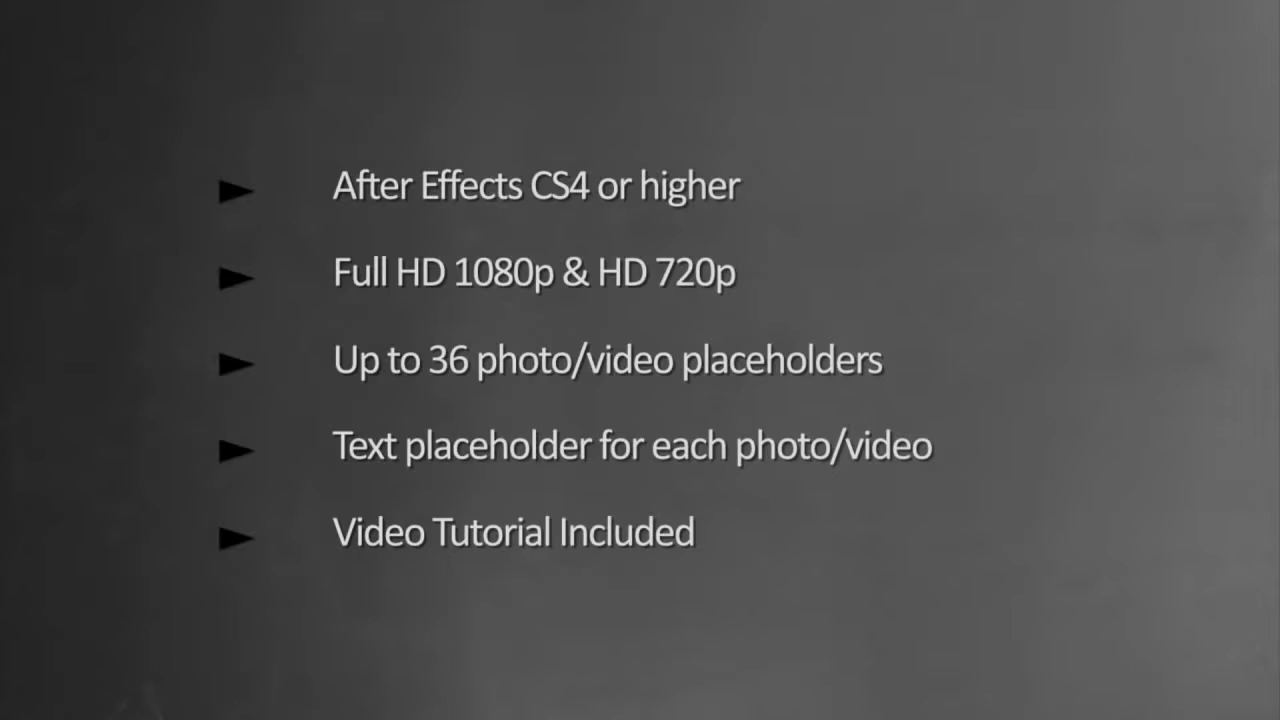 After Effects CS4 or higher
Full HD 1080p & HD 720p
Up to 36 photo/video placeholders
Text placeholder for each photo/video
Video Tutorial Included